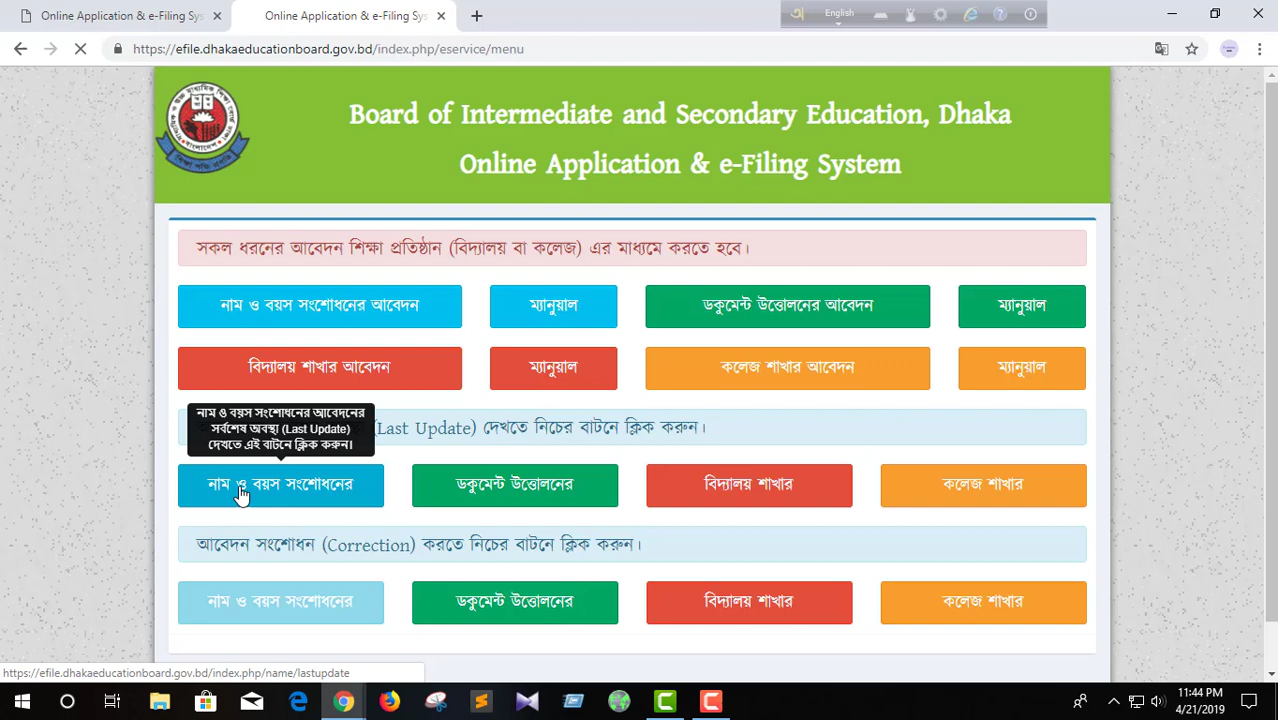 Online Application & e-Filing Sys
Online Application & e-Filing Sys
English
https://efile.dhakaeducationboard.gov.bd/index.php/eservice/menu
Board of Intermediate and Secondary Education, Dhaka
Online Application & e-Filing System
সকল ধরনের আবেদন শিক্ষা প্রতিষ্ঠান (বিদ্যালয় বা কলেজ) এর মাধ্যমে করতে হবে।
নাম ও বয়স সংশোধনের আবেদন
ম্যানুয়াল
ডকুমেন্ট উত্তোলনের আবেদন
ম্যানুয়াল
বিদ্যালয় শাখার আবেদন
ম্যানুয়াল
কলেজ শাখার আবেদন
ম্যানুয়াল
নাম ও বয়স সংশোধনের আবেদনের
সর্বশেষ অবস্থা (Last Update)
দেখতে এই বাটনে ক্লিক করুন।
(Last Update) দেখতে নিচের বাটনে ক্লিক করুন।
নাম ও বয়স সংশোধনের
ডকুমেন্ট উত্তোলনের
বিদ্যালয় শাখার
কলেজ শাখার
আবেদন সংশোধন (Correction) করতে নিচের বাটনে ক্লিক করুন।
নাম ও বয়স সংশোধনের
ডকুমেন্ট উত্তোলনের
বিদ্যালয় শাখার
কলেজ শাখার
https://efile.dhakaeducationboard.gov.bd/index.php/name/lastupdate
11:44 PM
4/21/2019